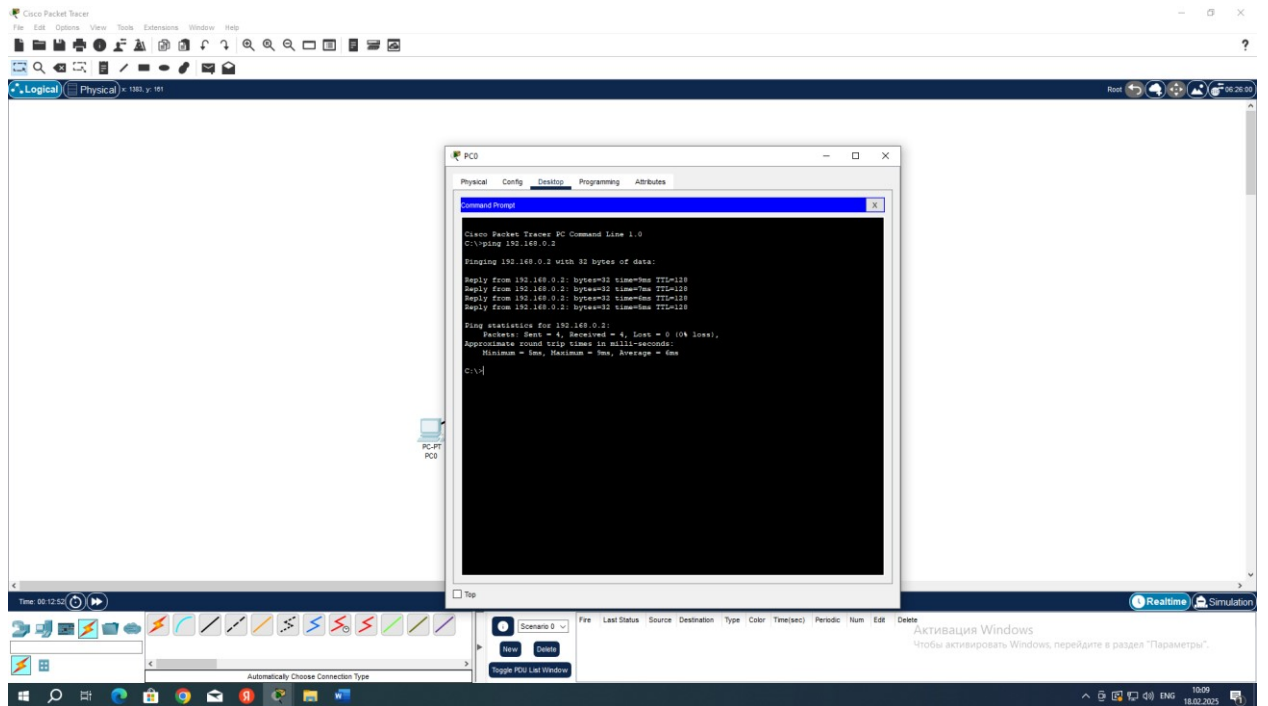 Cisco Packet Tracer
File Edit Options View Tools Extensions Window Help
?
Logical Physical x: 1383, y: 161 Root 06:26:00
PC0
Physical Config Desktop Programming Attributes
Command Prompt X
Cisco Packet Tracer PC Command Line 1.0
C:\>ping 192.168.0.2
Pinging 192.168.0.2 with 32 bytes of data:
Reply from 192.168.0.2: bytes=32 time=9ms TTL=128
Reply from 192.168.0.2: bytes=32 time=7ms TTL=128
Reply from 192.168.0.2: bytes=32 time=6ms TTL=128
Reply from 192.168.0.2: bytes=32 time=5ms TTL=128
Ping statistics for 192.168.0.2:
Packets: Sent = 4, Received = 4, Lost = 0 (0% loss),
Approximate round trip times in milli-seconds:
Minimum = 5ms, Maximum = 9ms, Average = 6ms
C:\>
PC-PT
PC0
Top
Time: 00:12:52 Realtime Simulation
Scenario 0
New Delete
Toggle PDU List Window
Fire Last Status Source Destination Type Color Time(sec) Periodic Num Edit Delete
Активация Windows
Чтобы активировать Windows, перейдите в раздел "Параметры".
Automatically Choose Connection Type
ENG 10:09
18.02.2025